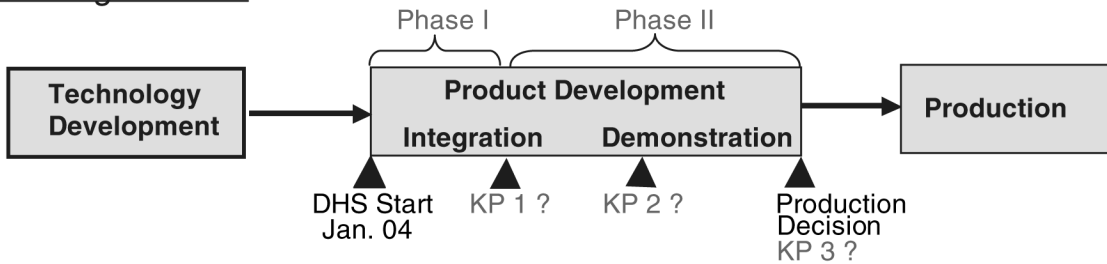 Phase I
Phase II
Technology
Development
Product Development
Integration
Demonstration
Production
DHS Start
Jan. 04
KP 1 ?
KP 2 ?
Production
Decision
KP 3 ?